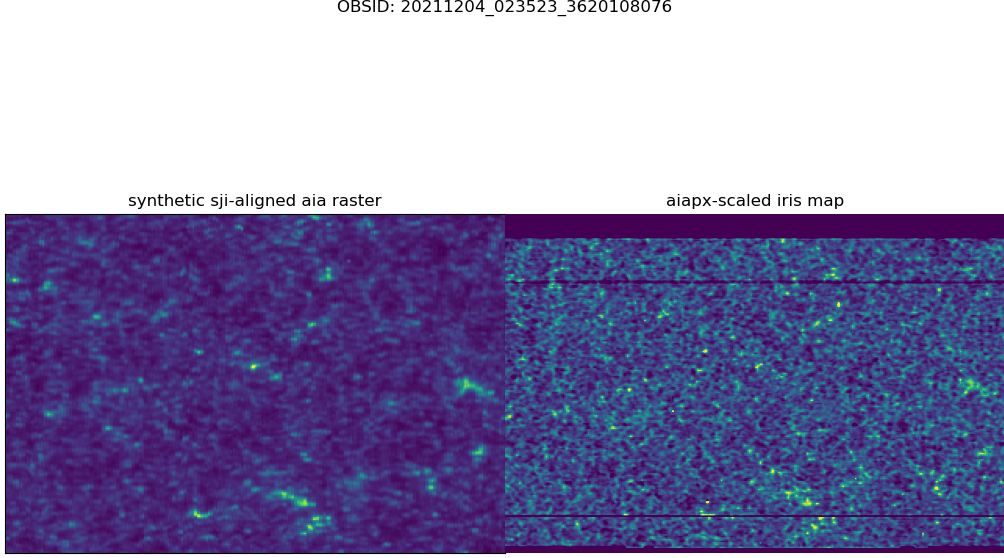 OBSID: 20211204_023523_3620108076
synthetic sji-aligned aia raster
aiapx-scaled iris map